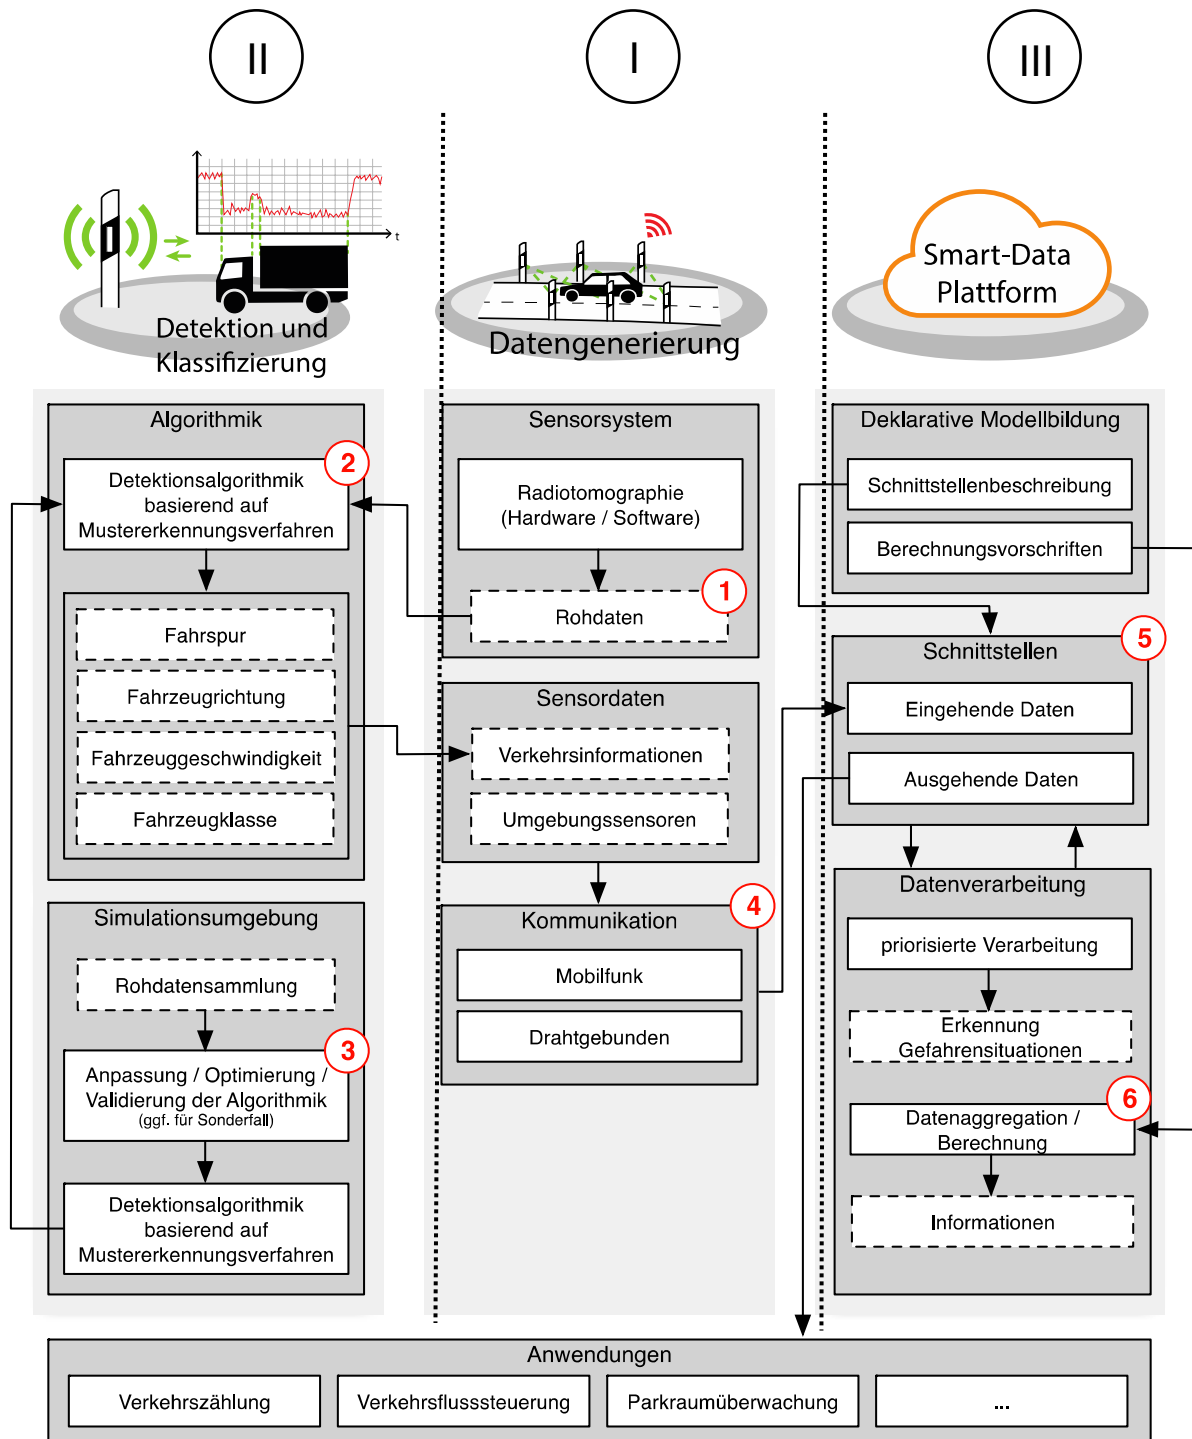 II
I
III
t
Detektion und
Klassifizierung
Datengenerierung
Smart-Data
Plattform
Algorithmik
2
Detektionsalgorithmik
basierend auf
Mustererkennungsverfahren
Fahrspur
Fahrzeugrichtung
Fahrzeuggeschwindigkeit
Fahrzeugklasse
Simulationsumgebung
Rohdatensammlung
3
Anpassung / Optimierung /
Validierung der Algorithmik
(ggf. für Sonderfall)
Detektionsalgorithmik
basierend auf
Mustererkennungsverfahren
Sensorsystem
Radiotomographie
(Hardware / Software)
1
Rohdaten
Sensordaten
Verkehrsinformationen
Umgebungssensoren
4
Kommunikation
Mobilfunk
Drahtgebunden
Deklarative Modellbildung
Schnittstellenbeschreibung
Berechnungsvorschriften
5
Schnittstellen
Eingehende Daten
Ausgehende Daten
Datenverarbeitung
priorisierte Verarbeitung
Erkennung
Gefahrensituationen
6
Datenaggregation /
Berechnung
Informationen
Anwendungen
Verkehrszählung
Verkehrsflusssteuerung
Parkraumüberwachung
...